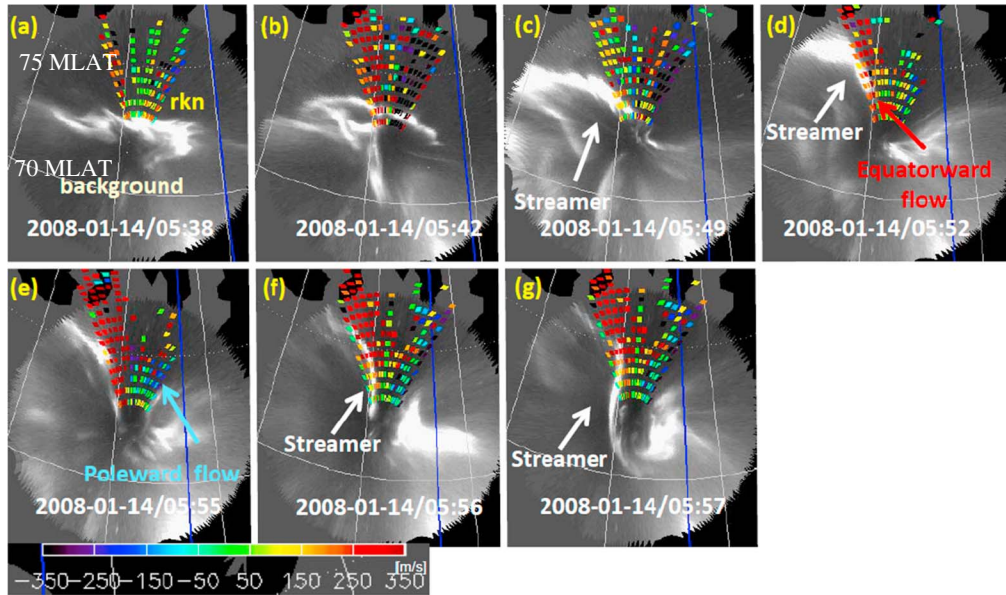 (a)
75 MLAT
rkn
70 MLAT
background
2008-01-14/05:38
(b)
2008-01-14/05:42
(c)
Streamer
2008-01-14/05:49
(d)
Streamer
Equatorward
flow
2008-01-14/05:52
(e)
Poleward flow
2008-01-14/05:55
(f)
Streamer
2008-01-14/05:56
(g)
Streamer
2008-01-14/05:57
[m/s]
−350−250−150 −50 50 150 250 350